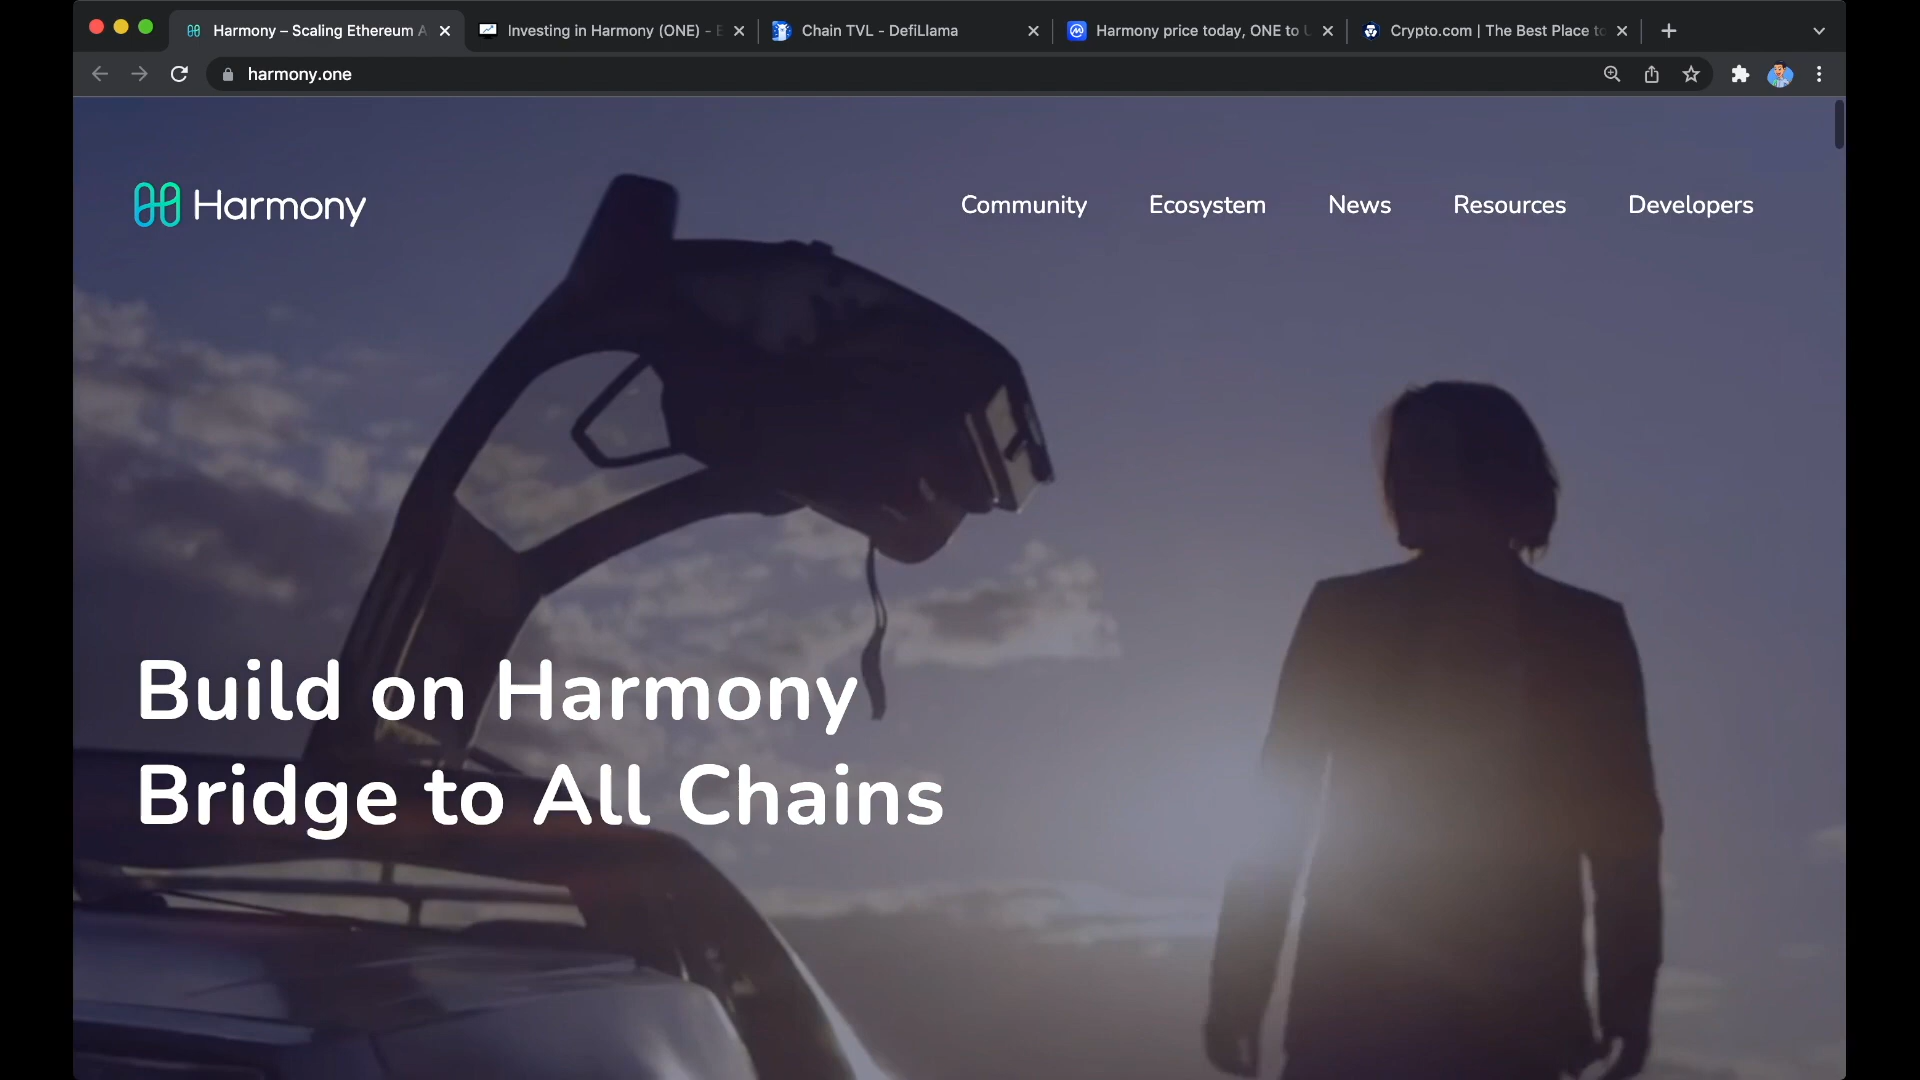 Harmony – Scaling Ethereum A
Investing in Harmony (ONE) -
Chain TVL - DefiLlama
Harmony price today, ONE to
Crypto.com | The Best Place to
harmony.one
Harmony
Community
Ecosystem
News
Resources
Developers
Build on Harmony
Bridge to All Chains